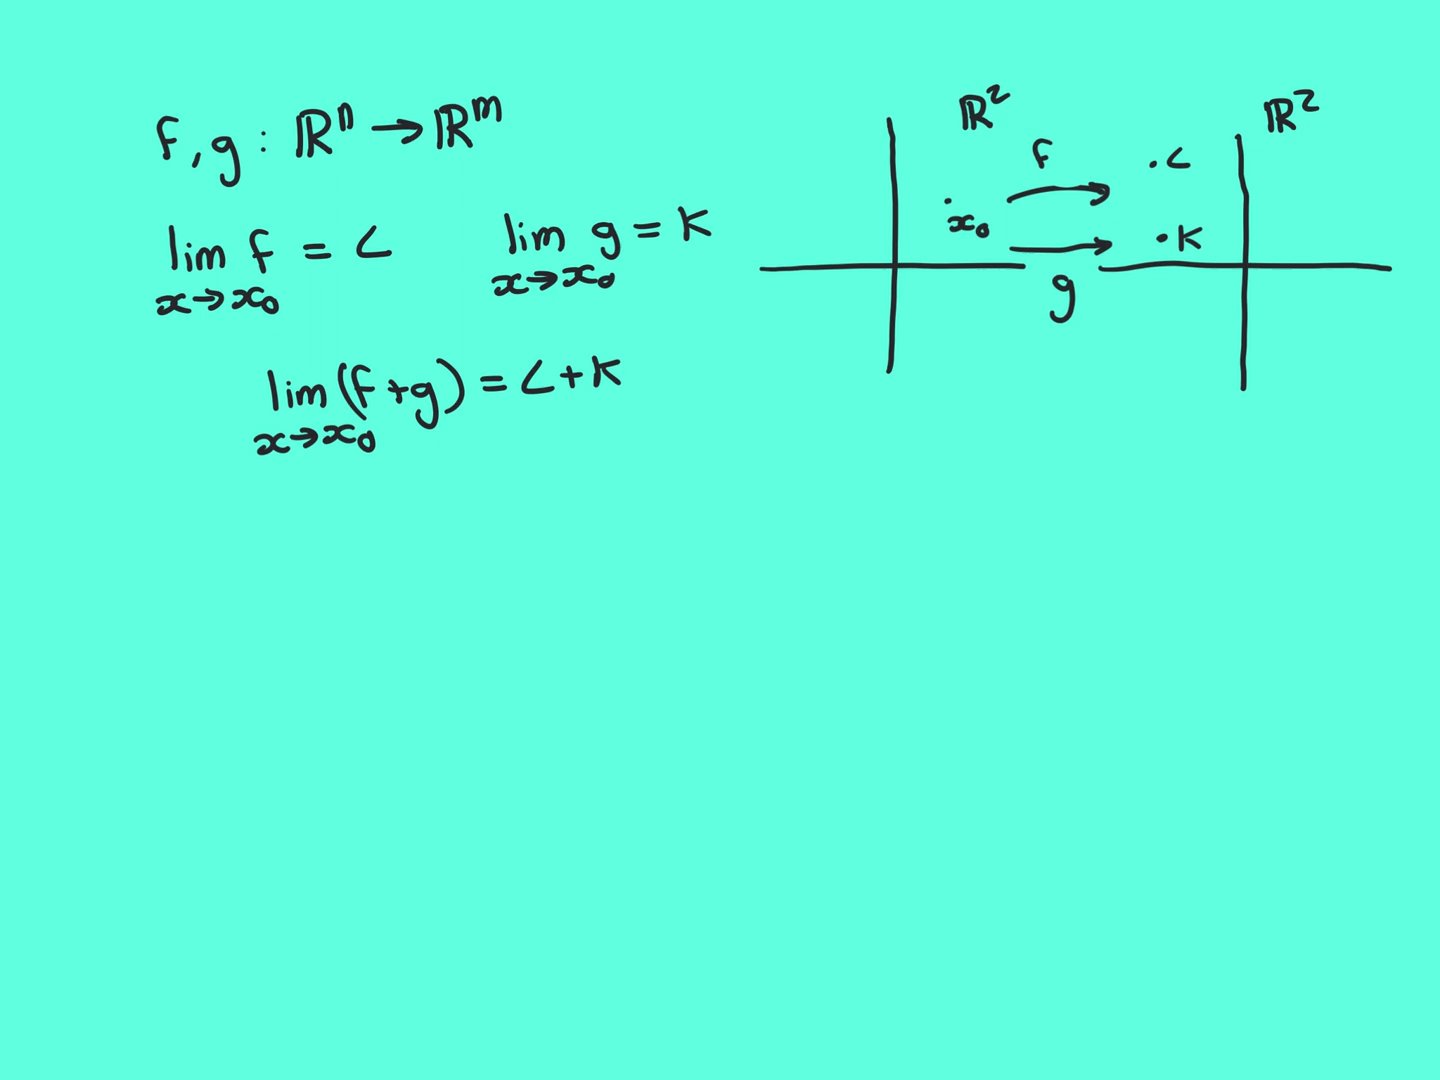 f, g : ℝⁿ → ℝᵐ
lim f = L
x→x₀
lim g = K
x→x₀
lim (f+g) = L+K
x→x₀
ℝ²
ℝ²
f
.L
x₀
.K
g